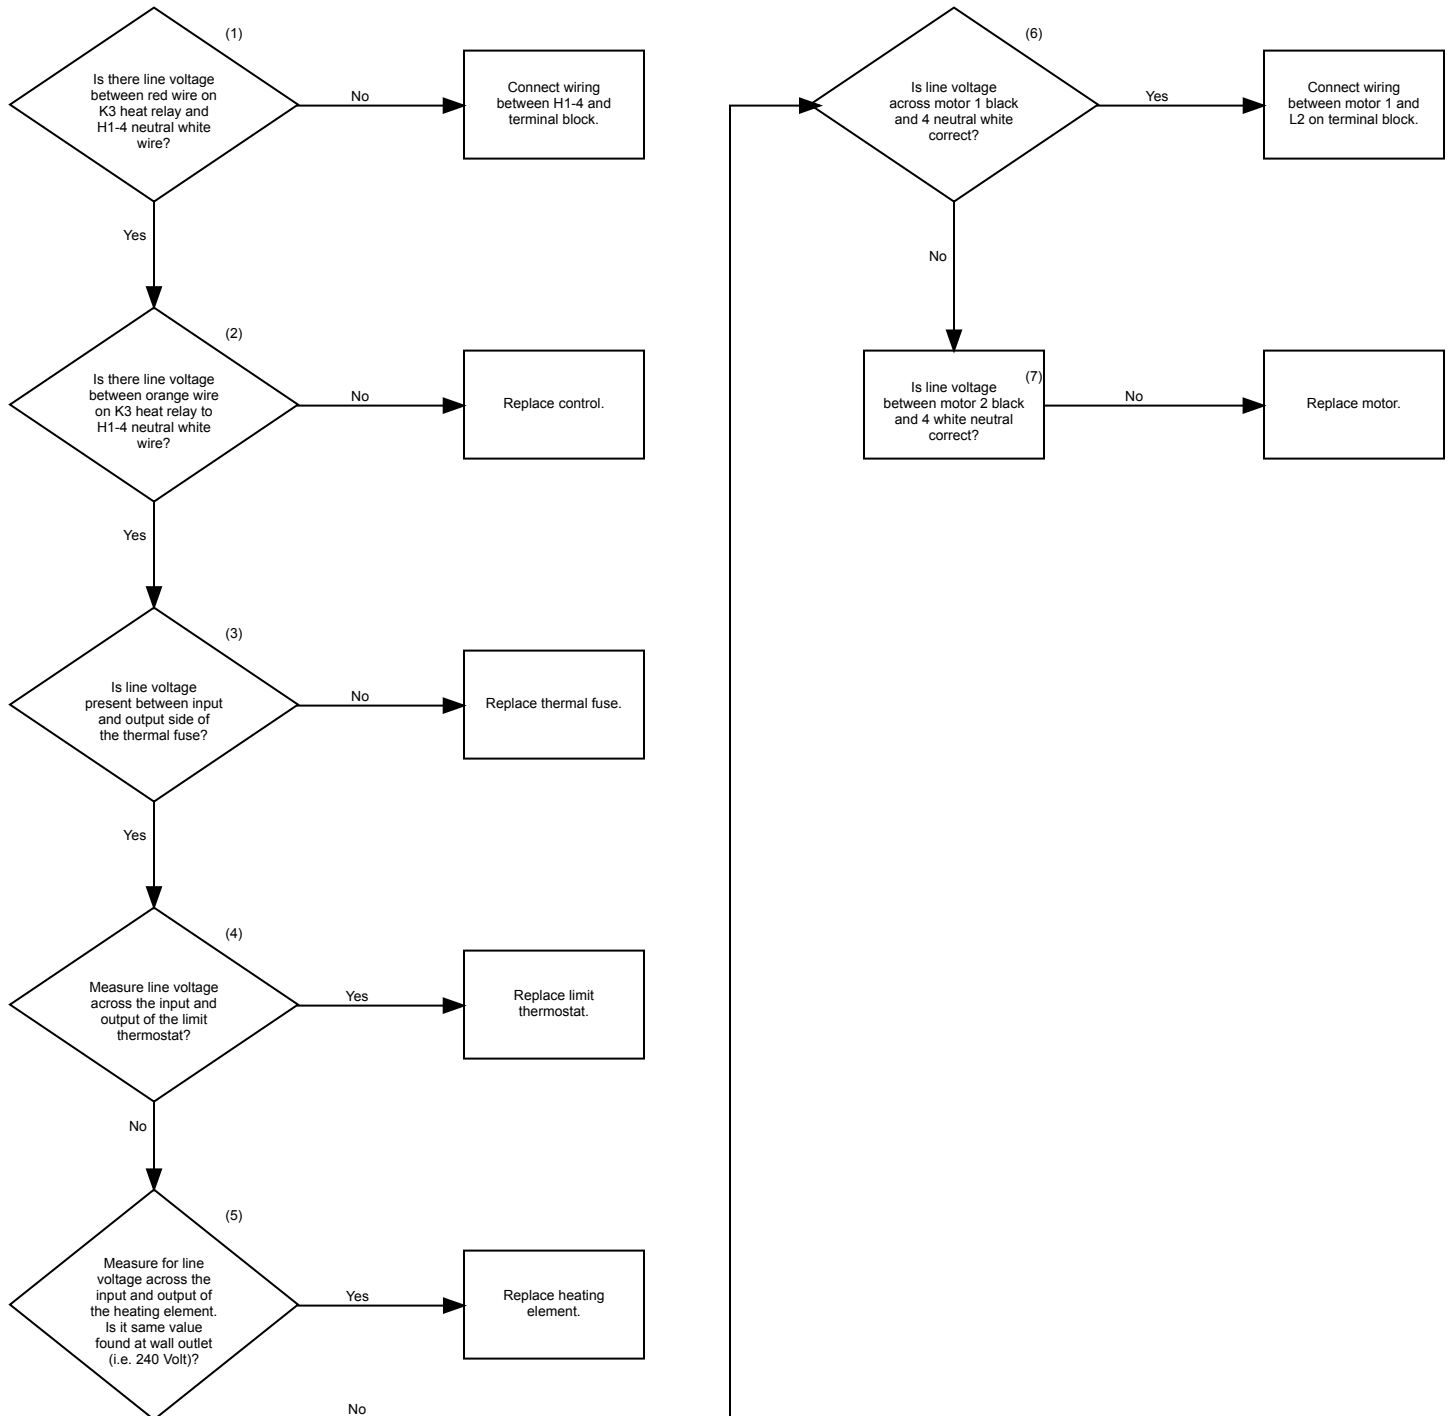 (1)
Is there line voltage
between red wire on
K3 heat relay and
H1-4 neutral white
wire?
No
Connect wiring
between H1-4 and
terminal block.
Yes
(2)
Is there line voltage
between orange wire
on K3 heat relay to
H1-4 neutral white
wire?
No
Replace control.
Yes
(3)
Is line voltage
present between input
and output side of
the thermal fuse?
No
Replace thermal fuse.
Yes
(4)
Measure line voltage
across the input and
output of the limit
thermostat?
Yes
Replace limit
thermostat.
No
(5)
Measure for line
voltage across the
input and output of
the heating element.
Is it same value
found at wall outlet
(i.e. 240 Volt)?
Yes
Replace heating
element.
No
(6)
Is line voltage
across motor 1 black
and 4 neutral white
correct?
Yes
Connect wiring
between motor 1 and
L2 on terminal block.
No
(7)
Is line voltage
between motor 2 black
and 4 white neutral
correct?
No
Replace motor.